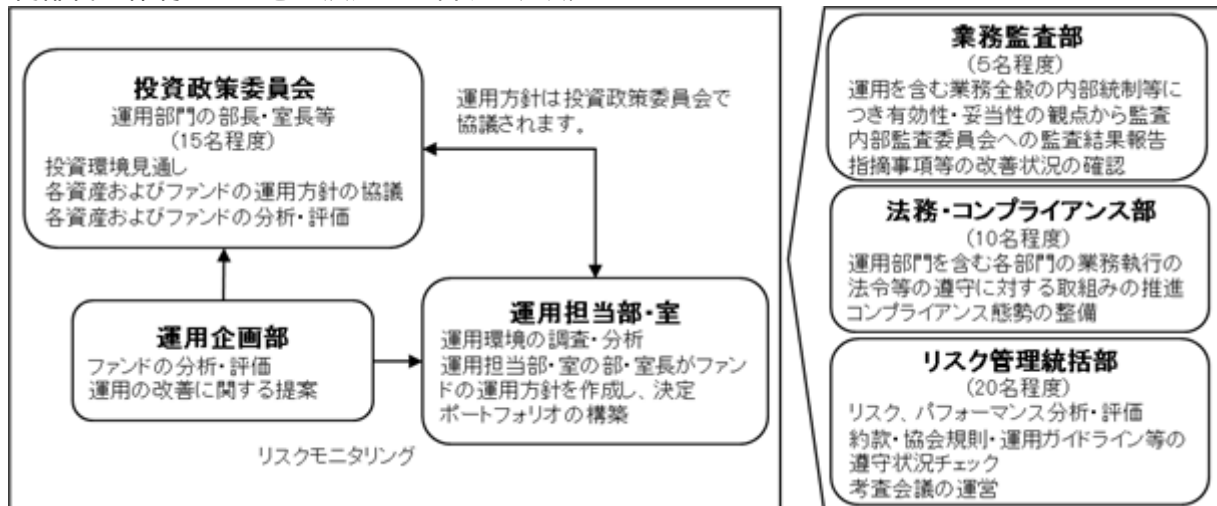 投資政策委員会
運用部門の部長・室長等
(15名程度)
投資環境見通し
各資産およびファンドの運用方針の協議
各資産およびファンドの分析・評価
運用方針は投資政策委員会で
協議されます。
運用企画部
ファンドの分析・評価
運用の改善に関する提案
運用担当部・室
運用環境の調査・分析
運用担当部・室の部・室長がファン
ドの運用方針を作成し、決定
ポートフォリオの構築
リスクモニタリング
業務監査部
(5名程度)
運用を含む業務全般の内部統制等に
つき有効性・妥当性の観点から監査
内部監査委員会への監査結果報告
指摘事項等の改善状況の確認
法務・コンプライアンス部
(10名程度)
運用部門を含む各部門の業務執行の
法令等の遵守に対する取組みの推進
コンプライアンス態勢の整備
リスク管理統括部
(20名程度)
リスク、パフォーマンス分析・評価
約款・協会規則・運用ガイドライン等の
遵守状況チェック
考査会議の運営